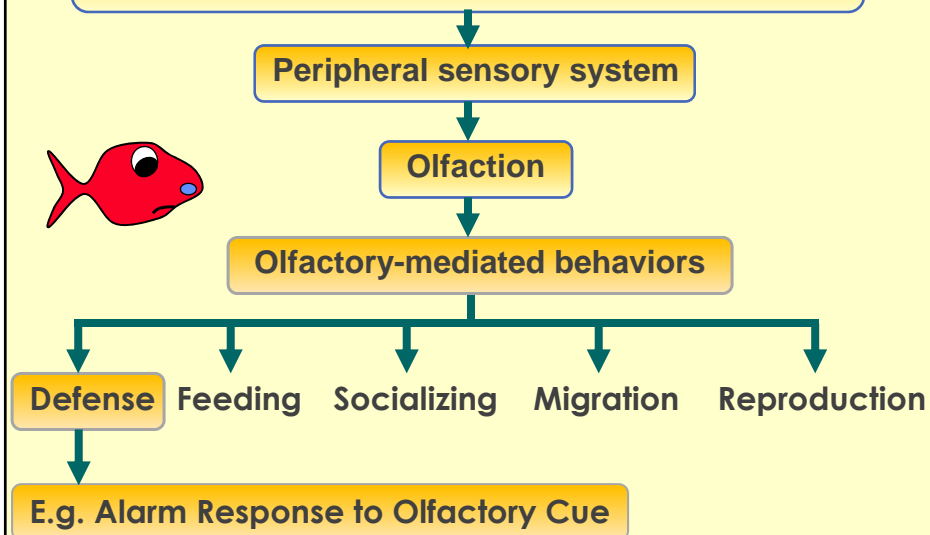 Peripheral sensory system
Olfaction
Olfactory-mediated behaviors
Defense Feeding Socializing Migration Reproduction
E.g. Alarm Response to Olfactory Cue